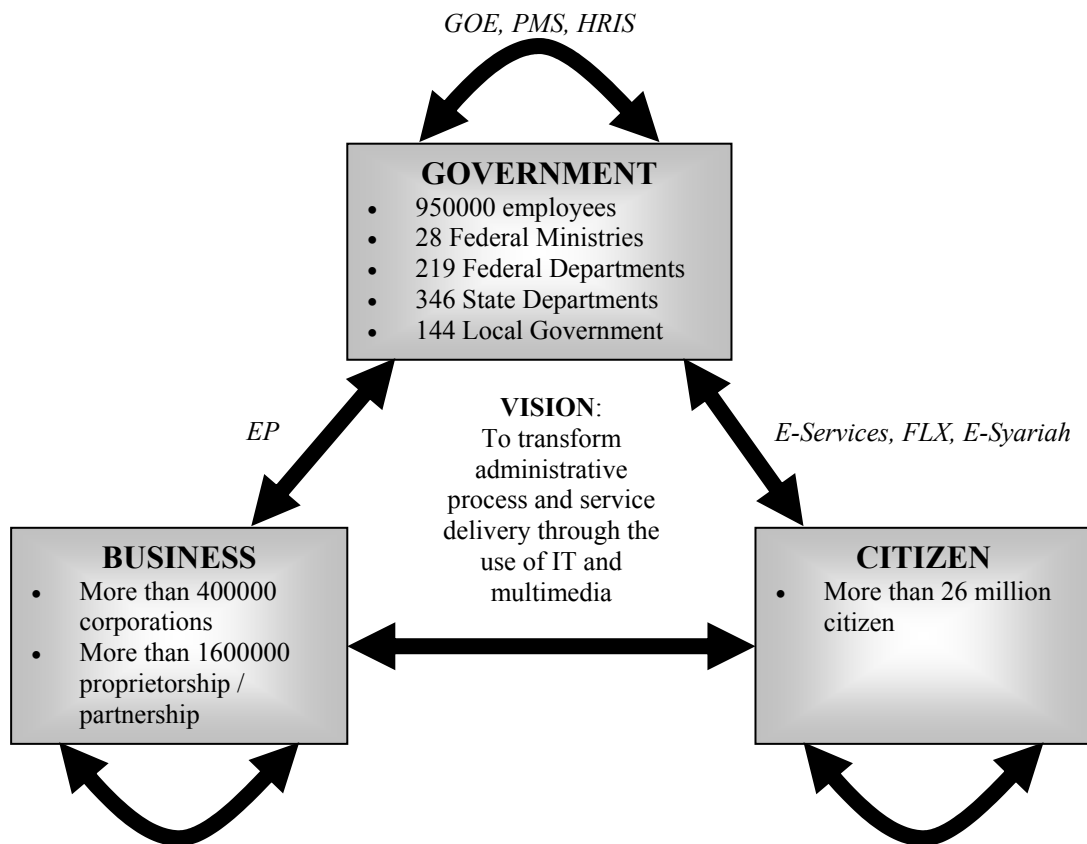 GOE, PMS, HRIS
GOVERNMENT
• 950000 employees
• 28 Federal Ministries
• 219 Federal Departments
• 346 State Departments
• 144 Local Government
EP
VISION:
To transform
administrative
process and service
delivery through the
use of IT and
multimedia
E-Services, FLX, E-Syariah
BUSINESS
• More than 400000
corporations
• More than 1600000
proprietorship /
partnership
CITIZEN
• More than 26 million
citizen